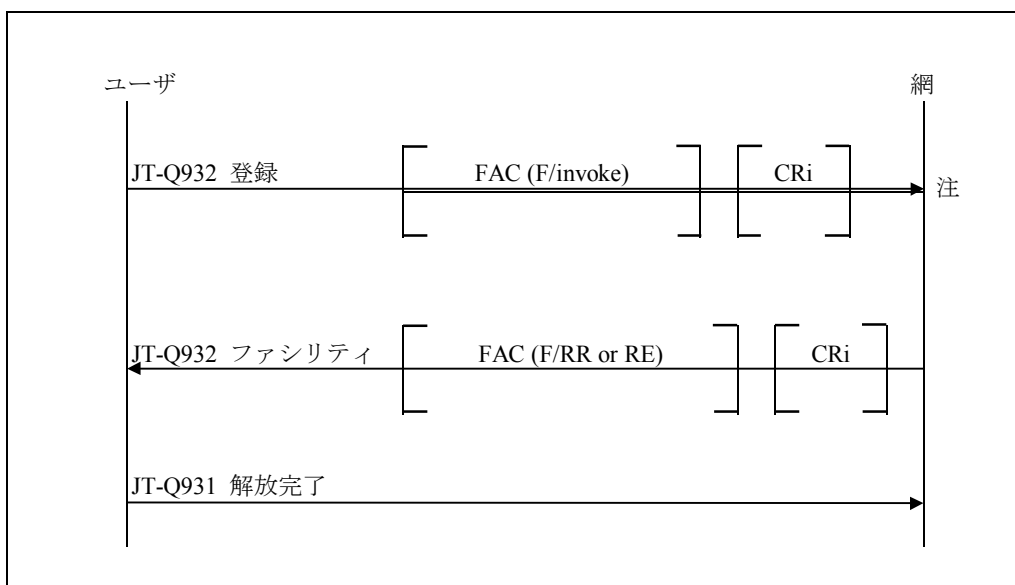 ユーザ 網
JT-Q932 登録 FAC (F/invoke) CRi 注
JT-Q932 ファシリティ FAC (F/RR or RE) CRi
JT-Q931 解放完了